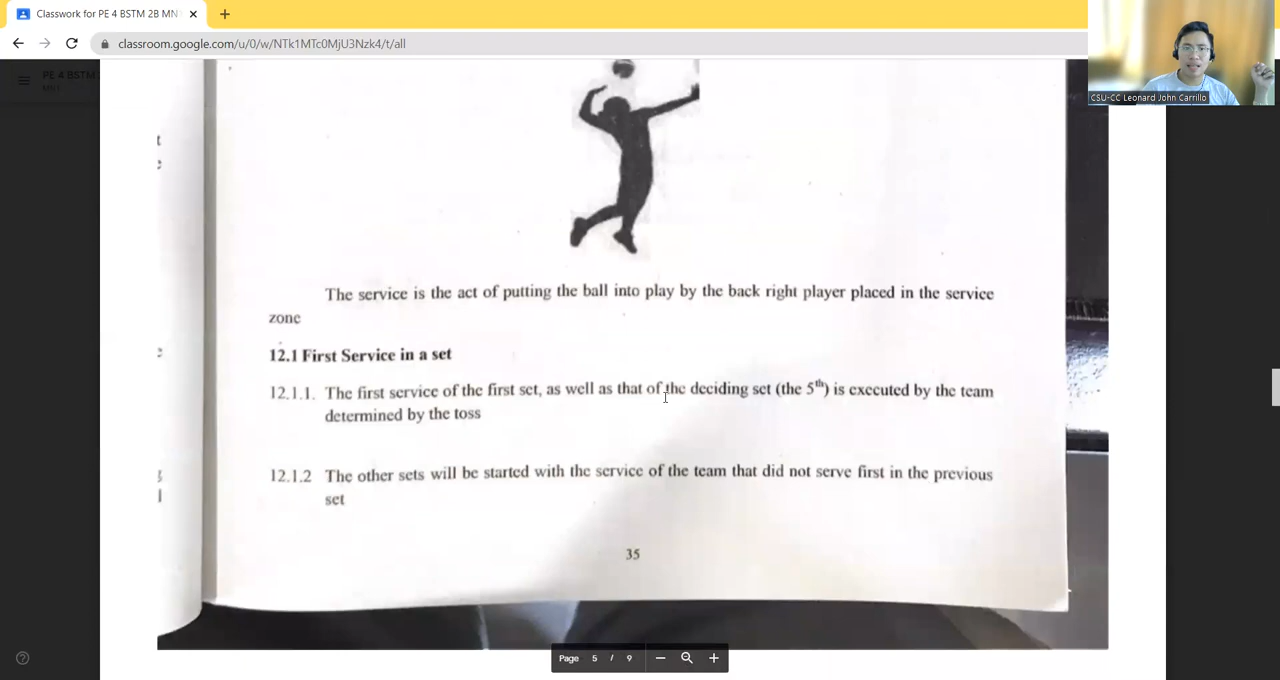 Classwork for PE 4 BSTM 2B MN
classroom.google.com/u/0/w/NTk1MTc0MjU3Nzk4/t/all
PE 4 BSTM
CSU-CC Leonard John Carrillo
The service is the act of putting the ball into play by the back right player placed in the service
zone
12.1 First Service in a set
12.1.1. The first service of the first set, as well as that of the deciding set (the 5th) is executed by the team
determined by the toss
12.1.2 The other sets will be started with the service of the team that did not serve first in the previous
set
35
Page 5 / 9